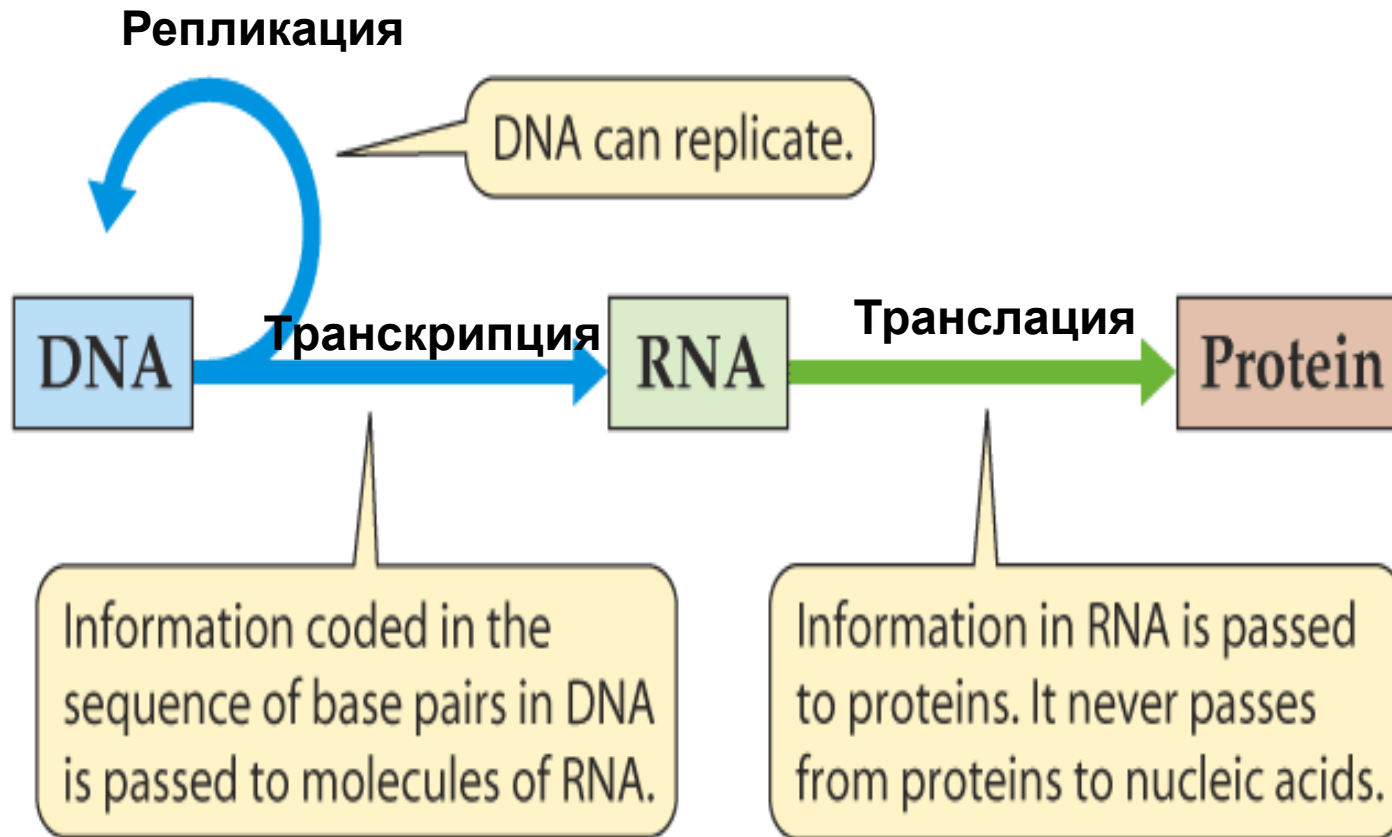 Репликация
DNA can replicate.
DNA
Транскрипция
RNA
Транслация
Protein
Information coded in the
sequence of base pairs in DNA
is passed to molecules of RNA.
Information in RNA is passed
to proteins. It never passes
from proteins to nucleic acids.